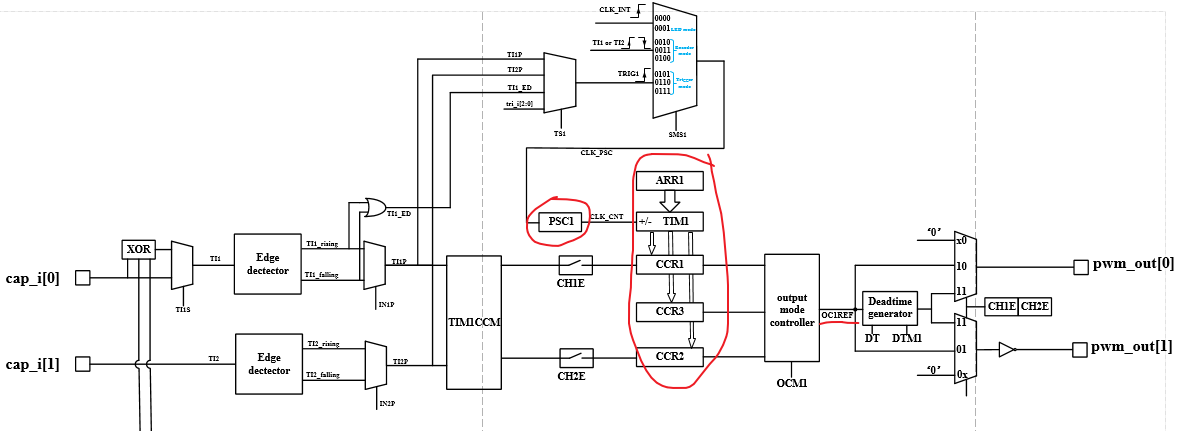 CLK_INT
0000
0001 LED mode
TI1 or TI2
0010
0011
0100
Encoder mode
TRIG1
0101
0110
0111
Trigger mode
SMS1
TI1P
TI2P
TI1_ED
tri_i[2:0]
TS1
CLK_PSC
ARR1
PSC1
CLK_CNT
+/-
TIM1
TI1_ED
XOR
cap_i[0]
TI1
TI1S
Edge dectector
TI1_rising
TI1_falling
TI1P
IN1P
TIM1CCM
CH1E
CCR1
CCR3
CCR2
CH2E
output mode controller
OCM1
OC1REF
Deadtime generator
DT
DTM1
‘0’
x0
10
11
CH1E
CH2E
pwm_out[0]
11
01
0x
‘0’
pwm_out[1]
cap_i[1]
TI2
Edge dectector
TI2_rising
TI2_falling
TI2P
IN2P